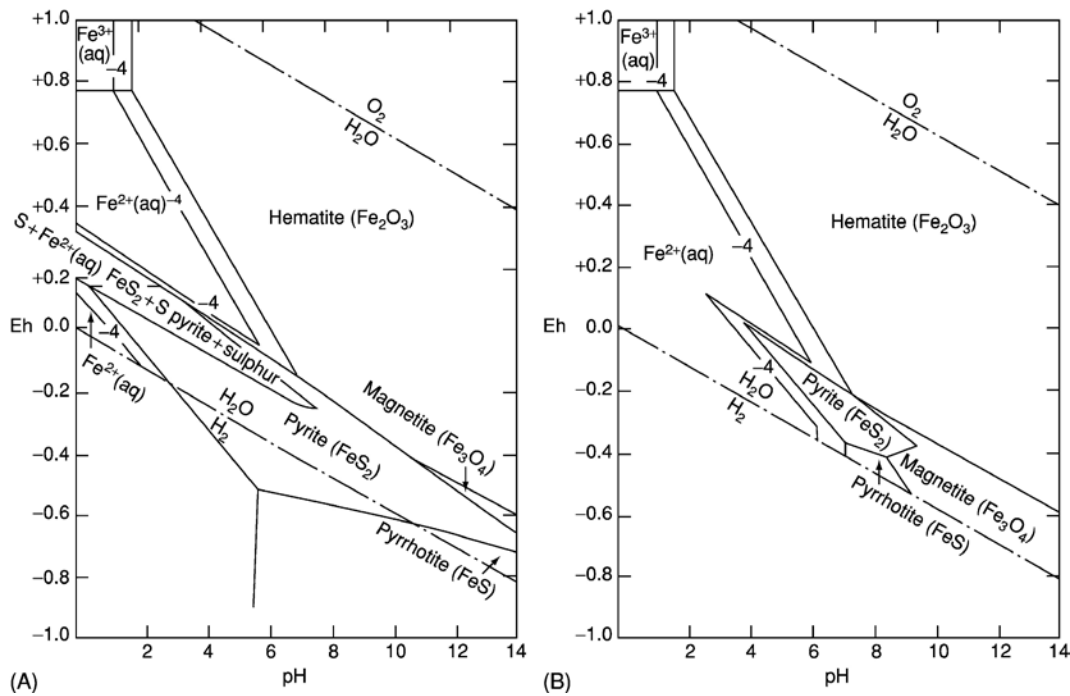 +1.0
+0.8
+0.6
+0.4
+0.2
0.0
−0.2
−0.4
−0.6
−0.8
−1.0
Eh
Fe³⁺
(aq)
−4
O₂
H₂O
Fe²⁺(aq)⁻⁴
Hematite (Fe₂O₃)
S + Fe²⁺(aq)
−4
FeS₂ + S pyrite + sulphur
−4
Fe²⁺(aq)
H₂O
H₂
Pyrite (FeS₂)
Magnetite (Fe₃O₄)
Pyrrhotite (FeS)
2 4 6 8 10 12 14
pH
(A)
+1.0
+0.8
+0.6
+0.4
+0.2
0.0
−0.2
−0.4
−0.6
−0.8
−1.0
Eh
Fe³⁺
(aq)
−4
O₂
H₂O
Hematite (Fe₂O₃)
−4
Fe²⁺(aq)
−4
H₂O
H₂
Pyrite (FeS₂)
Magnetite (Fe₃O₄)
Pyrrhotite (FeS)
2 4 6 8 10 12 14
pH
(B)